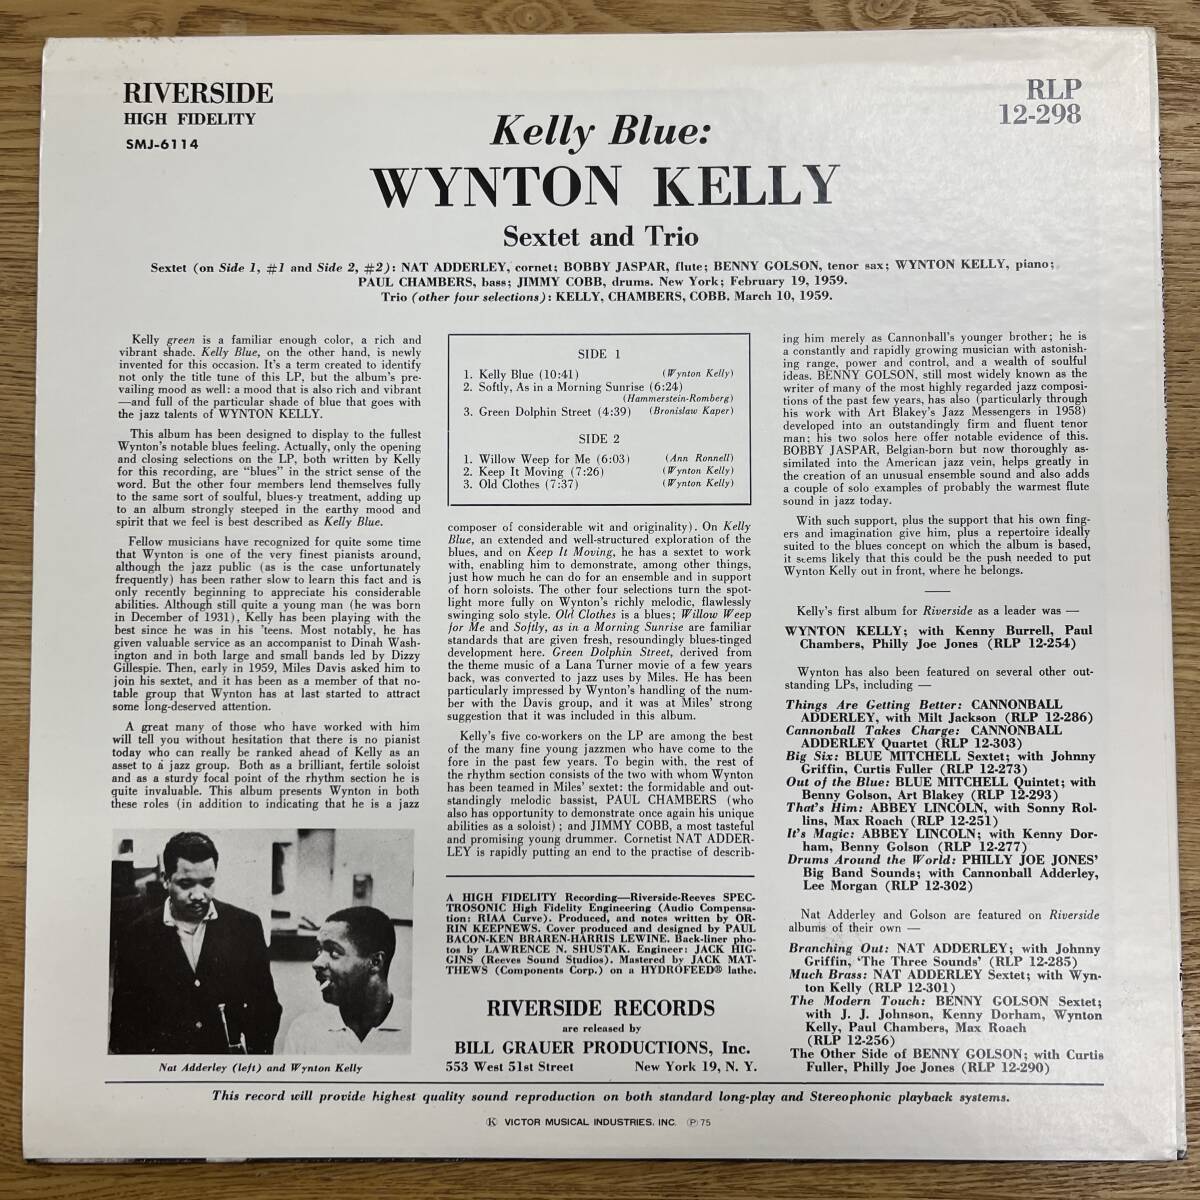 RIVERSIDE
HIGH FIDELITY
SMJ-6114
RLP
12-298
Kelly Blue:
WYNTON KELLY
Sextet and Trio
Sextet (on Side 1, #1 and Side 2, #2): NAT ADDERLEY, cornet; BOBBY JASPAR, flute; BENNY GOLSON, tenor sax; WYNTON KELLY, piano;
PAUL CHAMBERS, bass; JIMMY COBB, drums. New York; February 19, 1959.
Trio (other four selections): KELLY, CHAMBERS, COBB. March 10, 1959.
Kelly green is a familiar enough color, a rich and
vibrant shade. Kelly Blue, on the other hand, is newly
invented for this occasion. It's a term created to identify
not only the title tune of this LP, but the album's pre-
vailing mood as well: a mood that is also rich and vibrant
—and full of the particular shade of blue that goes with
the jazz talents of WYNTON KELLY.
This album has been designed to display to the fullest
Wynton's notable blues feeling. Actually, only the opening
and closing selections on the LP, both written by Kelly
for this recording, are “blues” in the strict sense of the
word. But the other four members lend themselves fully
to the same sort of soulful, blues-y treatment, adding up
to an album strongly steeped in the earthy mood and
spirit that we feel is best described as Kelly Blue.
Fellow musicians have recognized for quite some time
that Wynton is one of the very finest pianists around,
although the jazz public (as is the case unfortunately
frequently) has been rather slow to learn this fact and is
only recently beginning to appreciate his considerable
abilities. Although still quite a young man (he was born
in December of 1931), Kelly has been playing with the
best since he was in his 'teens. Most notably, he has
given valuable service as an accompanist to Dinah Wash-
ington and in both large and small bands led by Dizzy
Gillespie. Then, early in 1959, Miles Davis asked him to
join his sextet, and it has been as a member of that no-
table group that Wynton has at last started to attract
some long-deserved attention.
A great many of those who have worked with him
will tell you without hesitation that there is no pianist
today who can really be ranked ahead of Kelly as an
asset to a jazz group. Both as a brilliant, fertile soloist
and as a sturdy focal point of the rhythm section he is
quite invaluable. This album presents Wynton in both
these roles (in addition to indicating that he is a jazz
Nat Adderley (left) and Wynton Kelly
SIDE 1
1. Kelly Blue (10:41) (Wynton Kelly)
2. Softly, As in a Morning Sunrise (6:24)
(Hammerstein-Romberg)
3. Green Dolphin Street (4:39) (Bronislaw Kaper)
SIDE 2
1. Willow Weep for Me (6:03) (Ann Ronnell)
2. Keep It Moving (7:26) (Wynton Kelly)
3. Old Clothes (7:37) (Wynton Kelly)
composer of considerable wit and originality). On Kelly
Blue, an extended and well-structured exploration of the
blues, and on Keep It Moving, he has a sextet to work
with, enabling him to demonstrate, among other things,
just how much he can do for an ensemble and in support
of horn soloists. The other four selections turn the spot-
light more fully on Wynton's richly melodic, flawlessly
swinging solo style. Old Clothes is a blues; Willow Weep
for Me and Softly, as in a Morning Sunrise are familiar
standards that are given fresh, resoundingly blues-tinged
development here. Green Dolphin Street, derived from
the theme music of a Lana Turner movie of a few years
back, was converted to jazz uses by Miles. He has been
particularly impressed by Wynton's handling of the num-
ber with the Davis group, and it was at Miles' strong
suggestion that it was included in this album.
Kelly's five co-workers on the LP are among the best
of the many fine young jazzmen who have come to the
fore in the past few years. To begin with, the rest of
the rhythm section consists of the two with whom Wynton
has been teamed in Miles' sextet: the formidable and out-
standingly melodic bassist, PAUL CHAMBERS (who
also has opportunity to demonstrate once again his unique
abilities as a soloist); and JIMMY COBB, a most tasteful
and promising young drummer. Cornetist NAT ADDER-
LEY is rapidly putting an end to the practise of describ-
A HIGH FIDELITY Recording—Riverside-Reeves SPEC-
TROSONIC High Fidelity Engineering (Audio Compensa-
tion: RIAA Curve). Produced, and notes written by OR-
RIN KEEPNEWS. Cover produced and designed by PAUL
BACON-KEN BRAREN-HARRIS LEWINE. Back-liner pho-
tos by LAWRENCE N. SHUSTAK. Engineer: JACK HIG-
GINS (Reeves Sound Studios). Mastered by JACK MAT-
THEWS (Components Corp.) on a HYDROFEED® lathe.
RIVERSIDE RECORDS
are released by
BILL GRAUER PRODUCTIONS, Inc.
553 West 51st Street New York 19, N. Y.
ing him merely as Cannonball's younger brother; he is
a constantly and rapidly growing musician with astonish-
ing range, power and control, and a wealth of soulful
ideas. BENNY GOLSON, still most widely known as the
writer of many of the most highly regarded jazz composi-
tions of the past few years, has also (particularly through
his work with Art Blakey's Jazz Messengers in 1958)
developed into an outstandingly firm and fluent tenor
man; his two solos here offer notable evidence of this.
BOBBY JASPAR, Belgian-born but now thoroughly as-
similated into the American jazz vein, helps greatly in
the creation of an unusual ensemble sound and also adds
a couple of solo examples of probably the warmest flute
sound in jazz today.
With such support, plus the support that his own fing-
ers and imagination give him, plus a repertoire ideally
suited to the blues concept on which the album is based,
it seems likely that this could be the push needed to put
Wynton Kelly out in front, where he belongs.
Kelly's first album for Riverside as a leader was —
WYNTON KELLY; with Kenny Burrell, Paul
Chambers, Philly Joe Jones (RLP 12-254)
Wynton has also been featured on several other out-
standing LPs, including —
Things Are Getting Better: CANNONBALL
ADDERLEY, with Milt Jackson (RLP 12-286)
Cannonball Takes Charge: CANNONBALL
ADDERLEY Quartet (RLP 12-303)
Big Six: BLUE MITCHELL Sextet; with Johnny
Griffin, Curtis Fuller (RLP 12-273)
Out of the Blue: BLUE MITCHELL Quintet; with
Benny Golson, Art Blakey (RLP 12-293)
That's Him: ABBEY LINCOLN, with Sonny Rol-
lins, Max Roach (RLP 12-251)
It's Magic: ABBEY LINCOLN; with Kenny Dor-
ham, Benny Golson (RLP 12-277)
Drums Around the World: PHILLY JOE JONES'
Big Band Sounds; with Cannonball Adderley,
Lee Morgan (RLP 12-302)
Nat Adderley and Golson are featured on Riverside
albums of their own —
Branching Out: NAT ADDERLEY; with Johnny
Griffin, ‘The Three Sounds’ (RLP 12-285)
Much Brass: NAT ADDERLEY Sextet; with Wyn-
ton Kelly (RLP 12-301)
The Modern Touch: BENNY GOLSON Sextet;
with J. J. Johnson, Kenny Dorham, Wynton
Kelly, Paul Chambers, Max Roach
(RLP 12-256)
The Other Side of BENNY GOLSON; with Curtis
Fuller, Philly Joe Jones (RLP 12-290)
This record will provide highest quality sound reproduction on both standard long-play and Stereophonic playback systems.
Ⓚ VICTOR MUSICAL INDUSTRIES, INC. Ⓟ 75